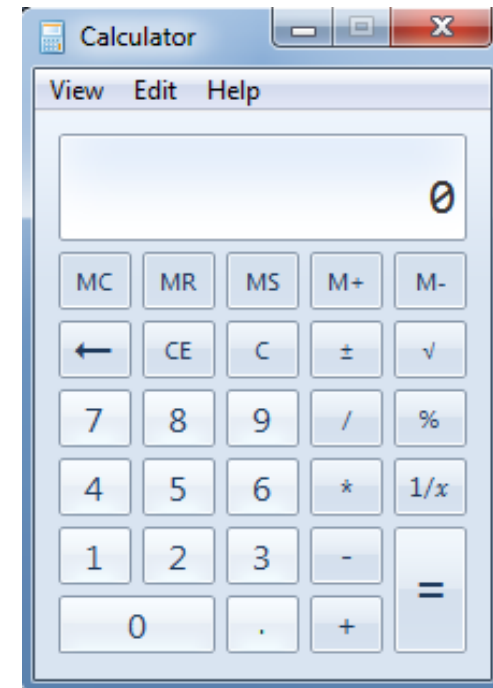 Calculator
View Edit Help
0
MC MR MS M+ M-
← CE C ± √
7 8 9 / %
4 5 6 * 1/x
1 2 3 - =
0 . +